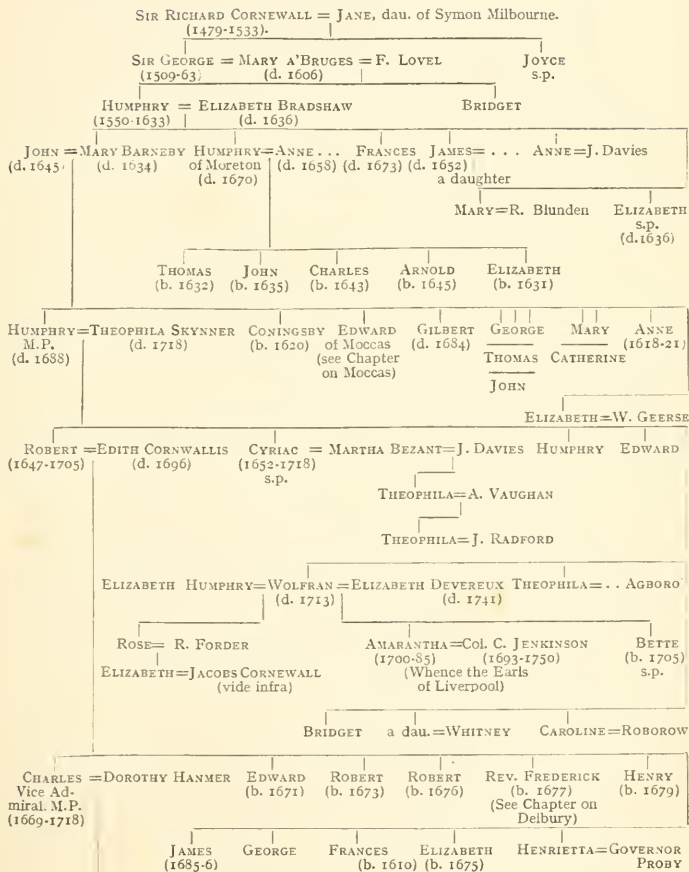 SIR RICHARD CORNEWALL = JANE, dau. of Symon Milbourne.
(1479-1533).
SIR GEORGE = MARY A'BRUGES = F. LOVEL JOYCE
(1509-63) (d. 1606) s.p.
HUMPHRY = ELIZABETH BRADSHAW BRIDGET
(1550-1633) (d. 1636)
JOHN = MARY BARNEBY HUMPHRY=ANNE ... FRANCES JAMES= ... ANNE=J. Davies
(d. 1645) (d. 1634) of Moreton (d. 1658) (d. 1673) (d. 1652)
(d. 1670) a daughter
MARY=R. Blunden ELIZABETH
s.p.
(d.1636)
THOMAS JOHN CHARLES ARNOLD ELIZABETH
(b. 1632) (b. 1635) (b. 1643) (b. 1645) (b. 1631)
HUMPHRY=THEOPHILA SKYNNER CONINGSBY EDWARD GILBERT GEORGE MARY ANNE
M.P. (d. 1718) (b. 1620) of Moccas (d. 1684) THOMAS CATHERINE (1618-21)
(d. 1688) (see Chapter JOHN
on Moccas)
ELIZABETH=W. GEERSE
ROBERT =EDITH CORNWALLIS CYRIAC = MARTHA BEZANT=J. DAVIES HUMPHRY EDWARD
(1647-1705) (d. 1696) (1652-1718)
s.p.
THEOPHILA=A. VAUGHAN
THEOPHILA=J. RADFORD
ELIZABETH HUMPHRY=WOLFRAN =ELIZABETH DEVEREUX THEOPHILA= . . AGBORO
(d. 1713) (d. 1741)
ROSE= R. FORDER AMARANTHA=Col. C. JENKINSON BETTE
(1700-85) (1693-1750) (b. 1705)
ELIZABETH=JACOBS CORNEWALL (Whence the Earls s.p.
(vide infra) of Liverpool)
BRIDGET a dau.=WHITNEY CAROLINE=ROBOROW
CHARLES =DOROTHY HANMER EDWARD ROBERT ROBERT REV. FREDERICK HENRY
Vice Ad- (b. 1671) (b. 1673) (b. 1676) (b. 1677) (b. 1679)
miral. M.P. (See Chapter on
(1669-1718) Delbury)
JAMES GEORGE FRANCES ELIZABETH HENRIETTA=GOVERNOR
(1685-6) (b. 1610) (b. 1675) PROBY